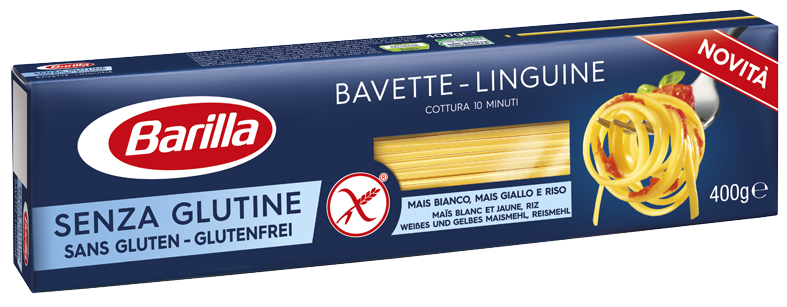 400g e
BAVETTE - LINGUINE
COTTURA 10 MINUTI
NOVITÀ
Barilla
SENZA GLUTINE
SANS GLUTEN - GLUTENFREI
®
MAIS BIANCO, MAIS GIALLO E RISO
MAÏS BLANC ET JAUNE, RIZ
WEIßES UND GELBES MAISMEHL, REISMEHL
400g e